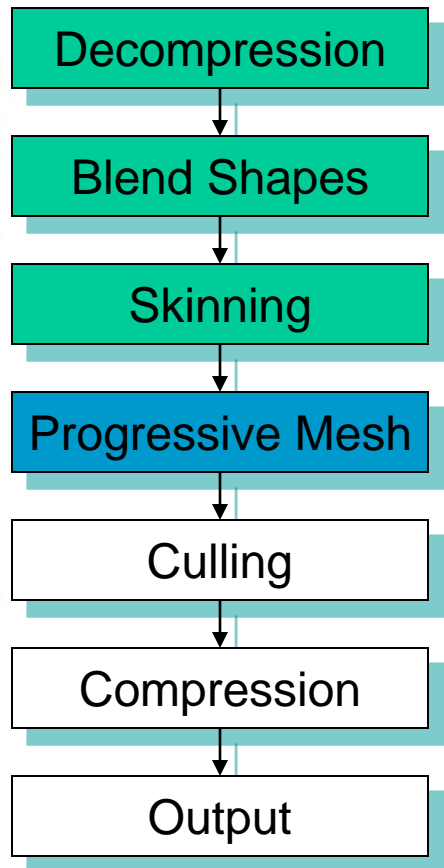 Decompression
Blend Shapes
Skinning
Progressive Mesh
Culling
Compression
Output